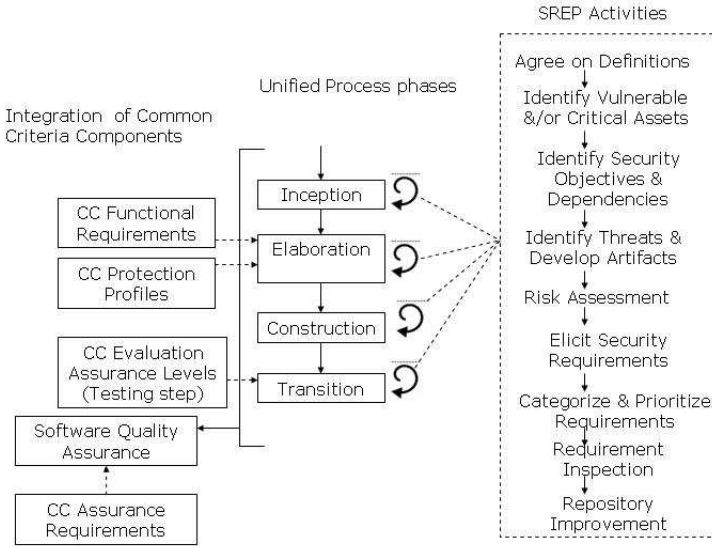 SREP Activities
Unified Process phases
Integration of Common
Criteria Components
CC Functional
Requirements
CC Protection
Profiles
CC Evaluation
Assurance Levels
(Testing step)
Software Quality
Assurance
CC Assurance
Requirements
Inception
Elaboration
Construction
Transition
Agree on Definitions
Identify Vulnerable
&/or Critical Assets
Identify Security
Objectives &
Dependencies
Identify Threats &
Develop Artifacts
Risk Assessment
Elicit Security
Requirements
Categorize & Prioritize
Requirements
Requirement
Inspection
Repository
Improvement